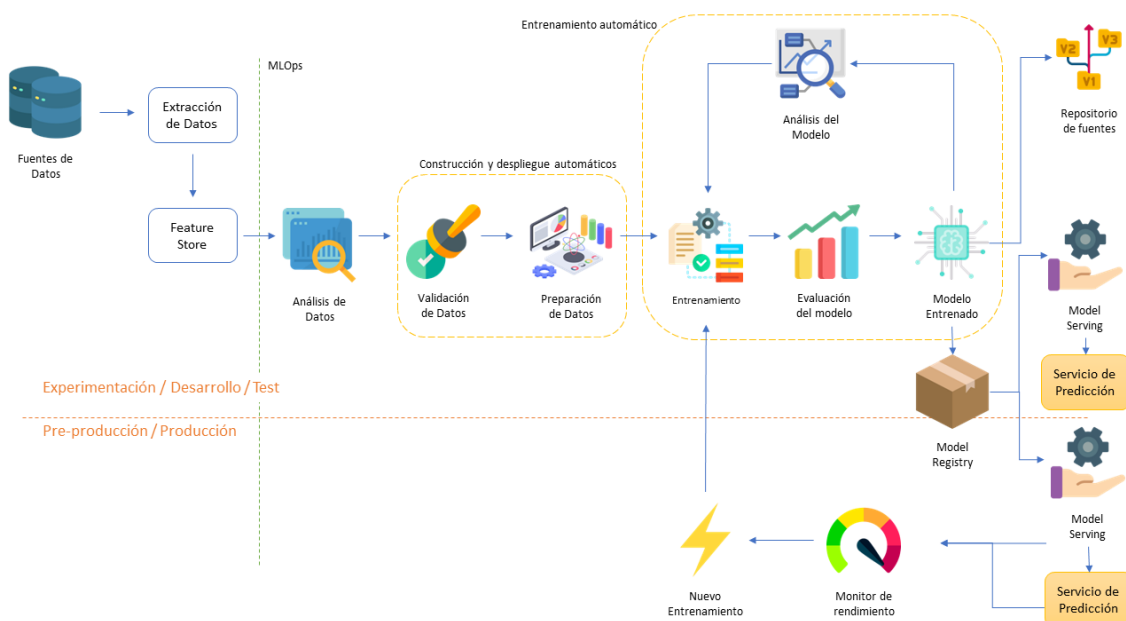 Entrenamiento automático
MLOps
V2
V3
V1
Extracción
de Datos
Repositorio
de fuentes
Análisis del
Modelo
Fuentes de
Datos
Construcción y despliegue automáticos
Feature
Store
Análisis de
Datos
Validación
de Datos
Preparación
de Datos
Entrenamiento
Evaluación
del modelo
Modelo
Entrenado
Model
Serving
Servicio de
Predicción
Experimentación / Desarrollo / Test
Pre-producción / Producción
Model
Registry
Model
Serving
Servicio de
Predicción
Nuevo
Entrenamiento
Monitor de
rendimiento